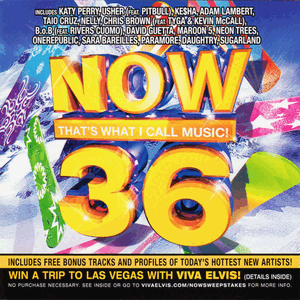 INCLUDES KATY PERRY, USHER (FEAT. PITBULL), KESHA, ADAM LAMBERT,
TAIO CRUZ, NELLY, CHRIS BROWN (FEAT. TYGA & KEVIN McCALL),
B.o.B (FEAT. RIVERS CUOMO), DAVID GUETTA, MAROON 5, NEON TREES,
ONEREPUBLIC, SARA BAREILLES, PARAMORE, DAUGHTRY, SUGARLAND
NOW
THAT'S WHAT I CALL MUSIC!
36
INCLUDES FREE BONUS TRACKS AND PROFILES OF TODAY'S HOTTEST NEW ARTISTS!
WIN A TRIP TO LAS VEGAS WITH VIVA ELVIS! (DETAILS INSIDE)
NO PURCHASE NECESSARY. SEE INSIDE OR GO TO VIVAELVIS.COM/NOWSWEEPSTAKES FOR MORE INFO.